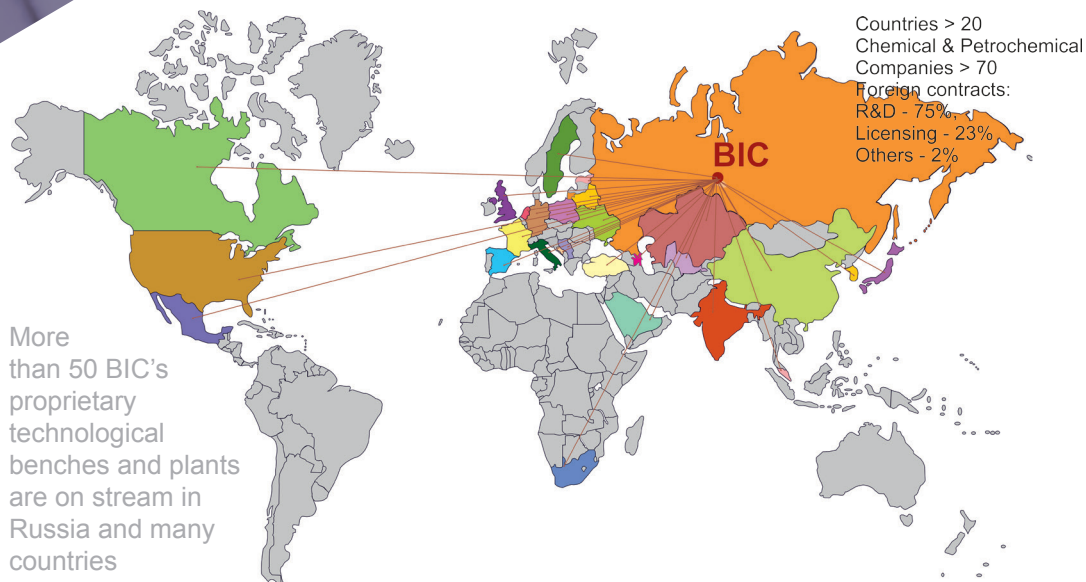 Countries > 20
Chemical & Petrochemical
Companies > 70
Foreign contracts:
R&D - 75%,
Licensing - 23%
Others - 2%
BIC
More
than 50 BIC's
proprietary
technological
benches and plants
are on stream in
Russia and many
countries